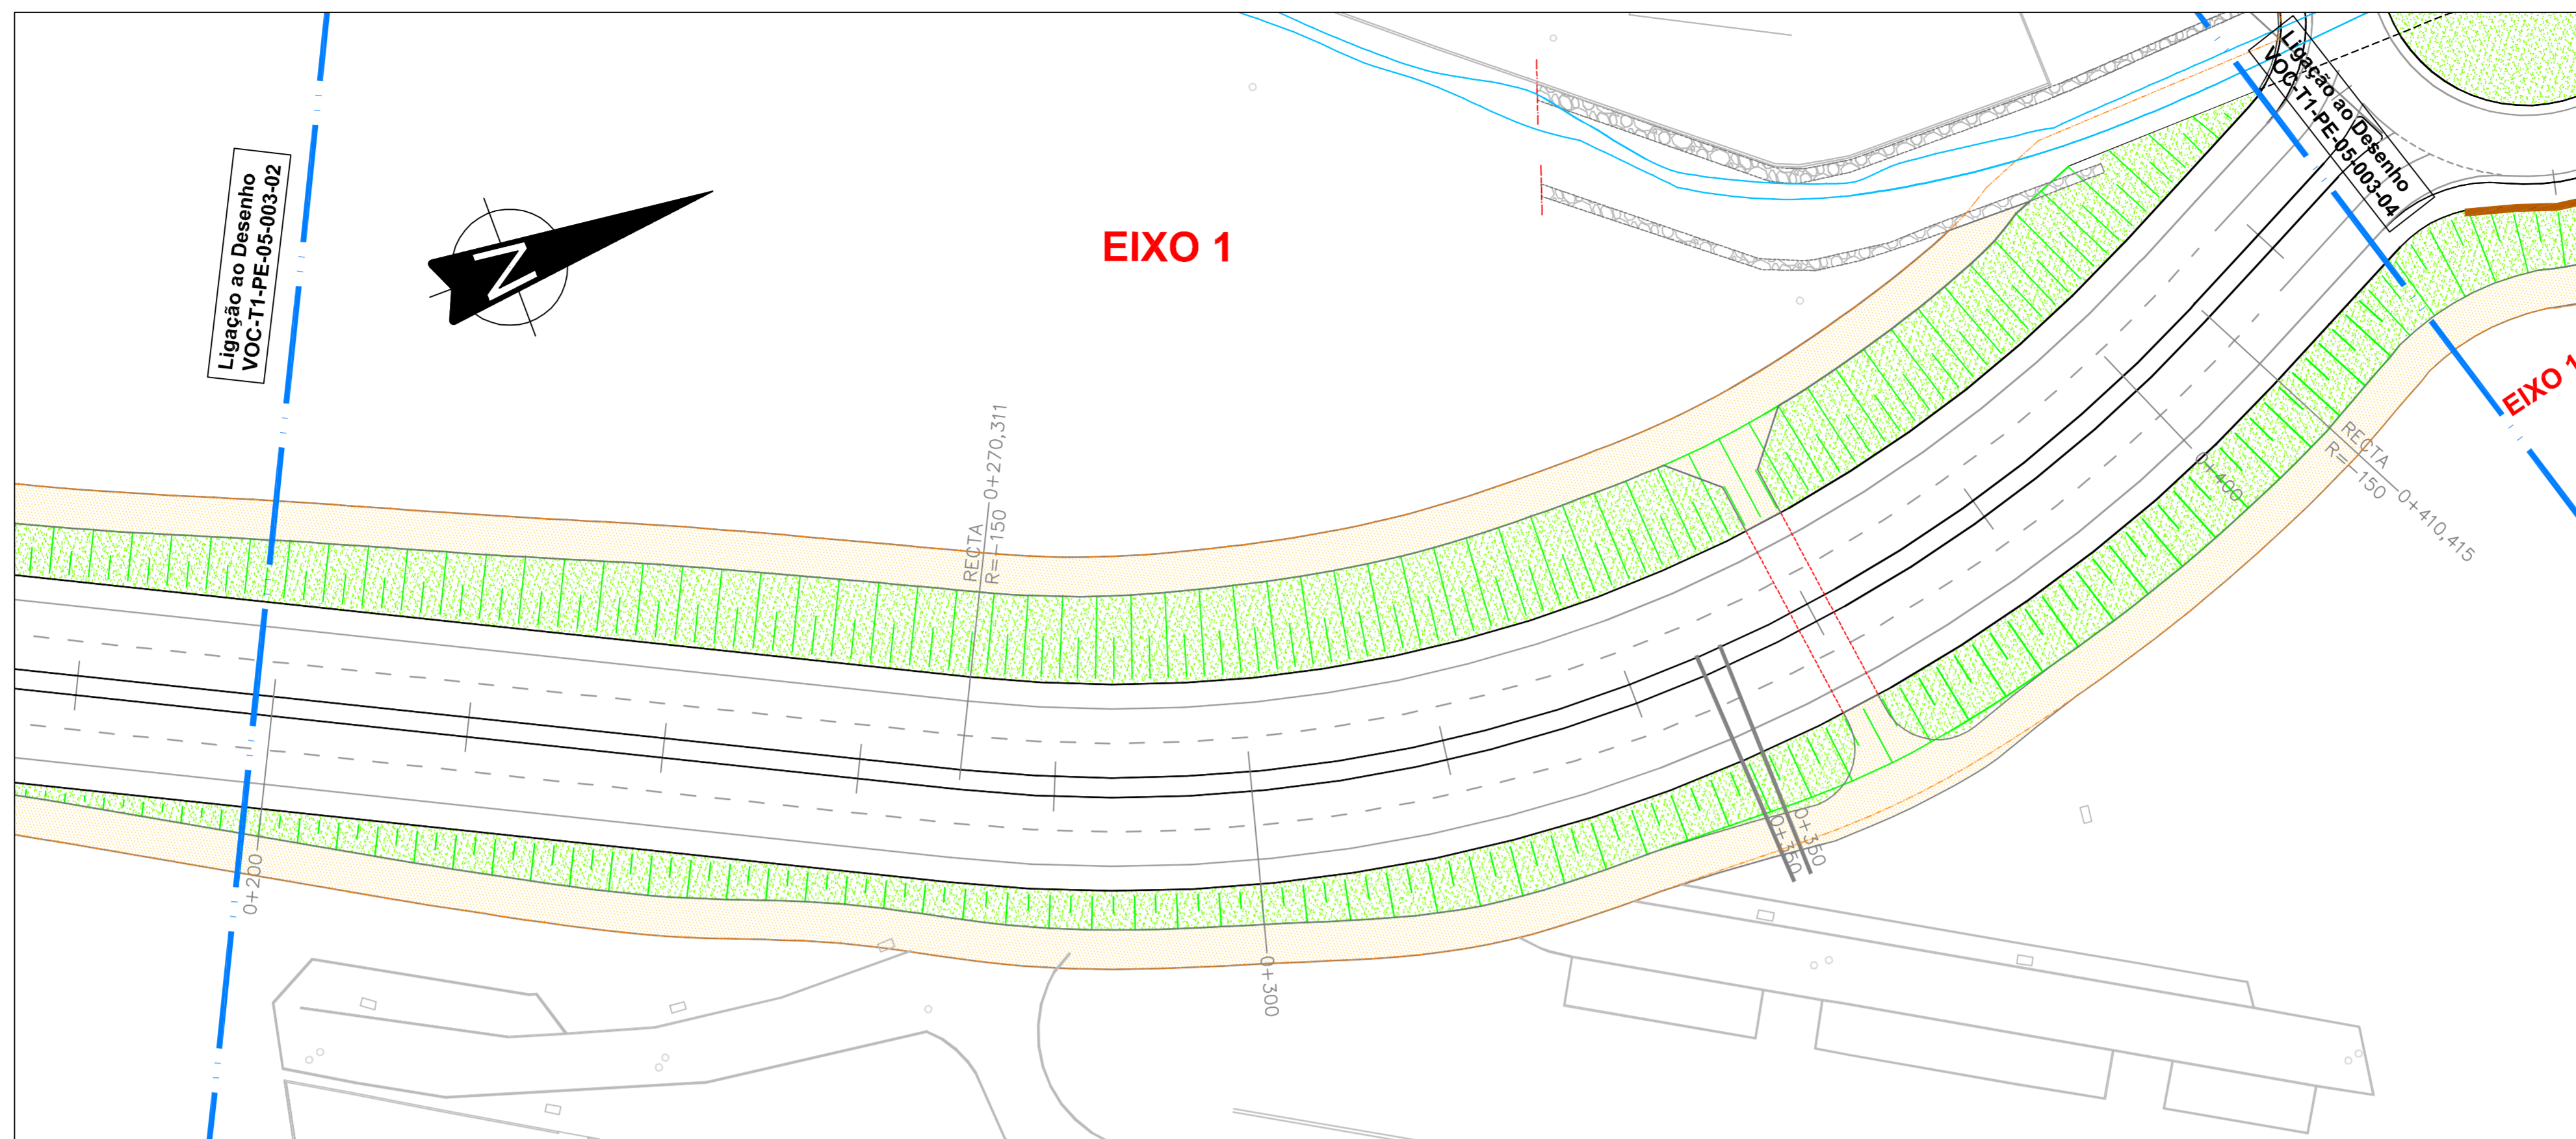 Ligação ao Desenho
VOC-T1-PE-05-003-02
N
EIXO 1
Ligação ao Desenho
VOC-T1-PE-05-003-04
EIXO 1
RECTA
R=-150
0+270,311
RECTA
R=-150
0+410,415
0+400
0+350
0+350
0+200
0+300